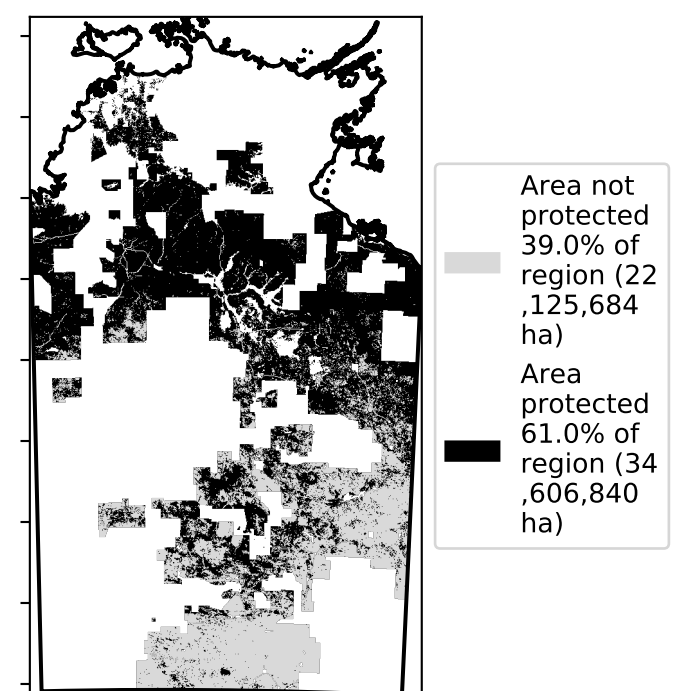 Area not
protected
39.0% of
region (22
,125,684
ha)
Area
protected
61.0% of
region (34
,606,840
ha)